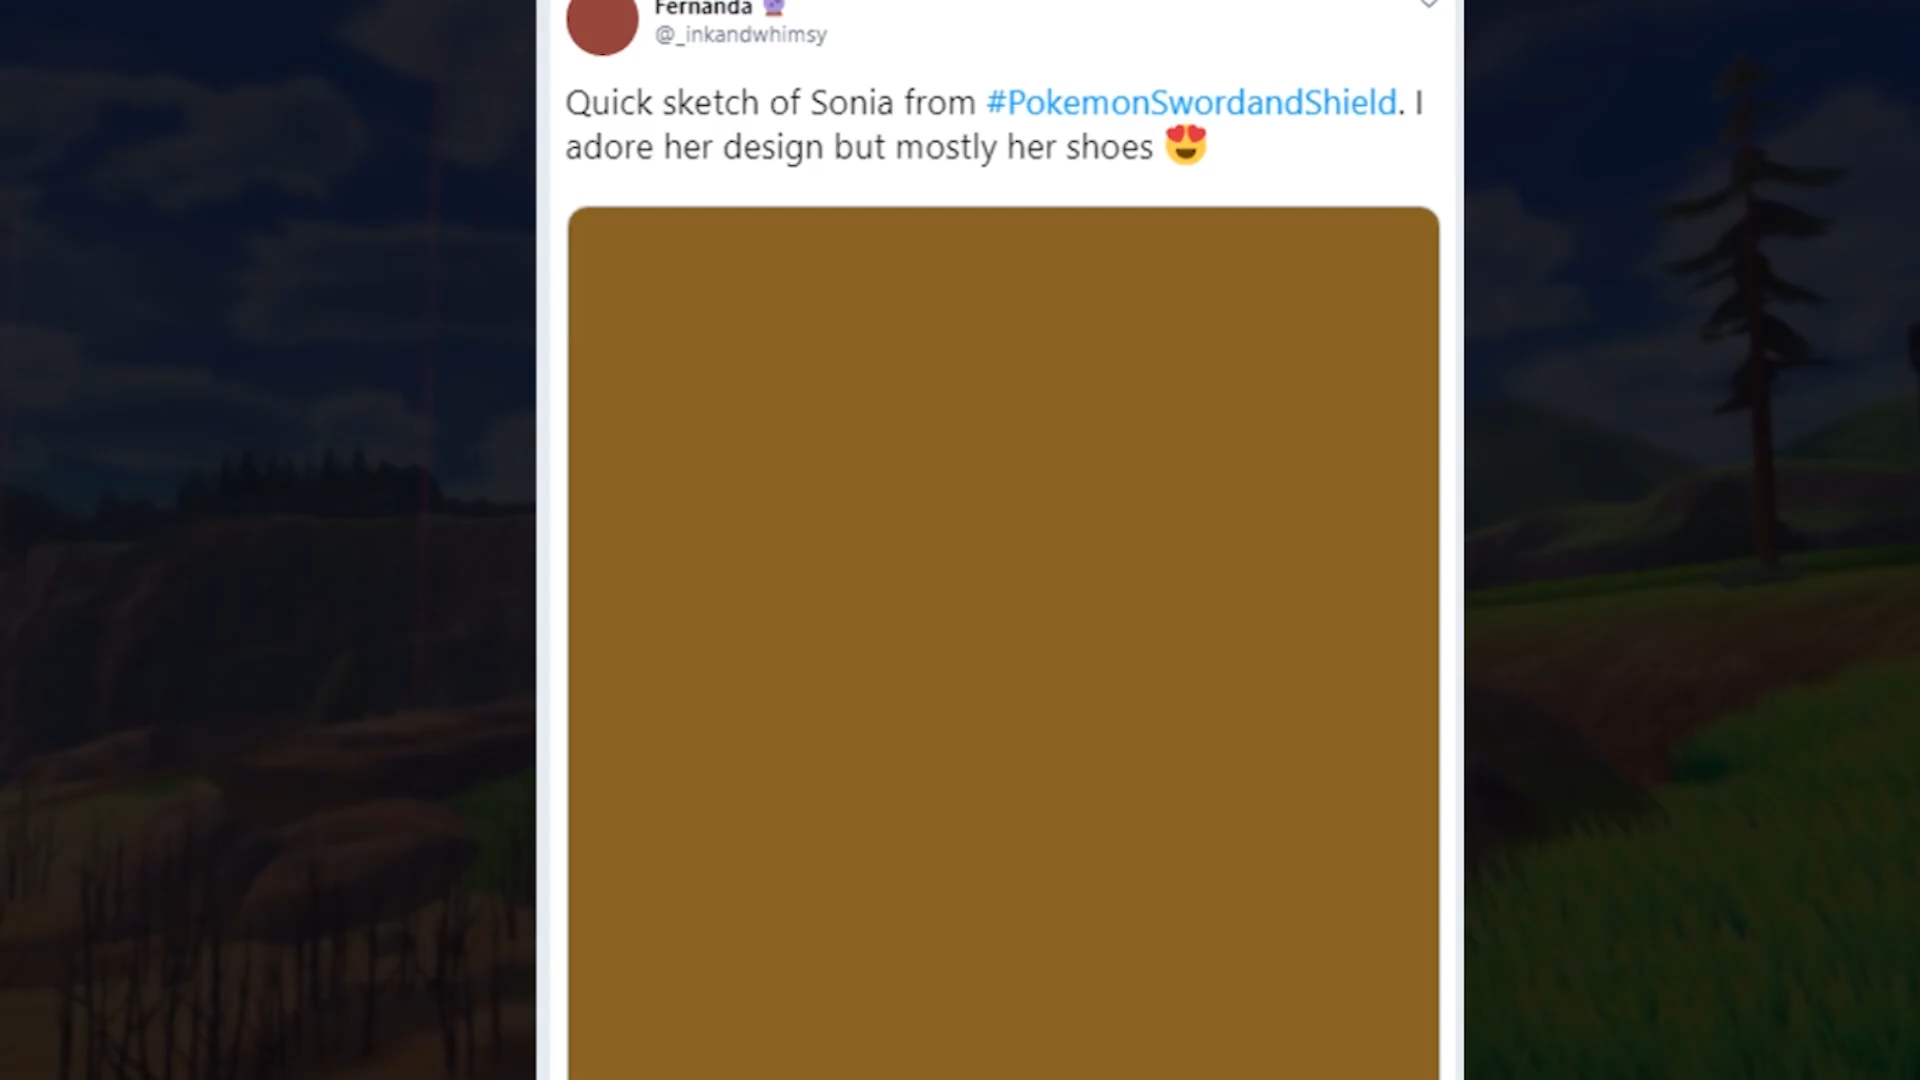 Fernanda 🔮
@_inkandwhimsy
Quick sketch of Sonia from #PokemonSwordandShield. I
adore her design but mostly her shoes 😍